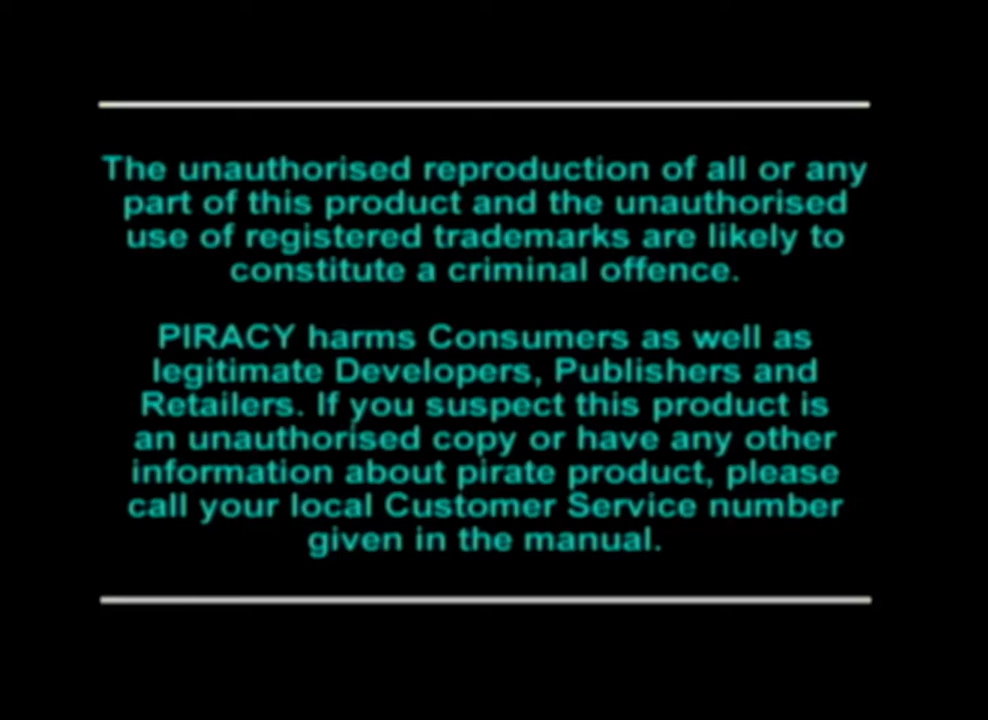 The unauthorised reproduction of all or any
part of this product and the unauthorised
use of registered trademarks are likely to
constitute a criminal offence.
PIRACY harms Consumers as well as
legitimate Developers, Publishers and
Retailers. If you suspect this product is
an unauthorised copy or have any other
information about pirate product, please
call your local Customer Service number
given in the manual.